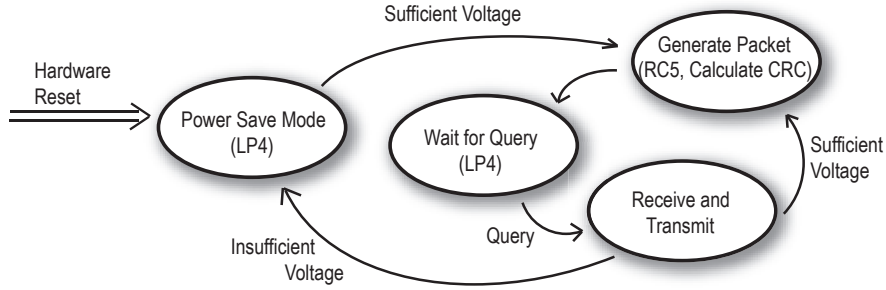 Sufficient Voltage
Hardware
Reset
Generate Packet
(RC5, Calculate CRC)
Power Save Mode
(LP4)
Wait for Query
(LP4)
Sufficient
Voltage
Receive and
Transmit
Query
Insufficient
Voltage